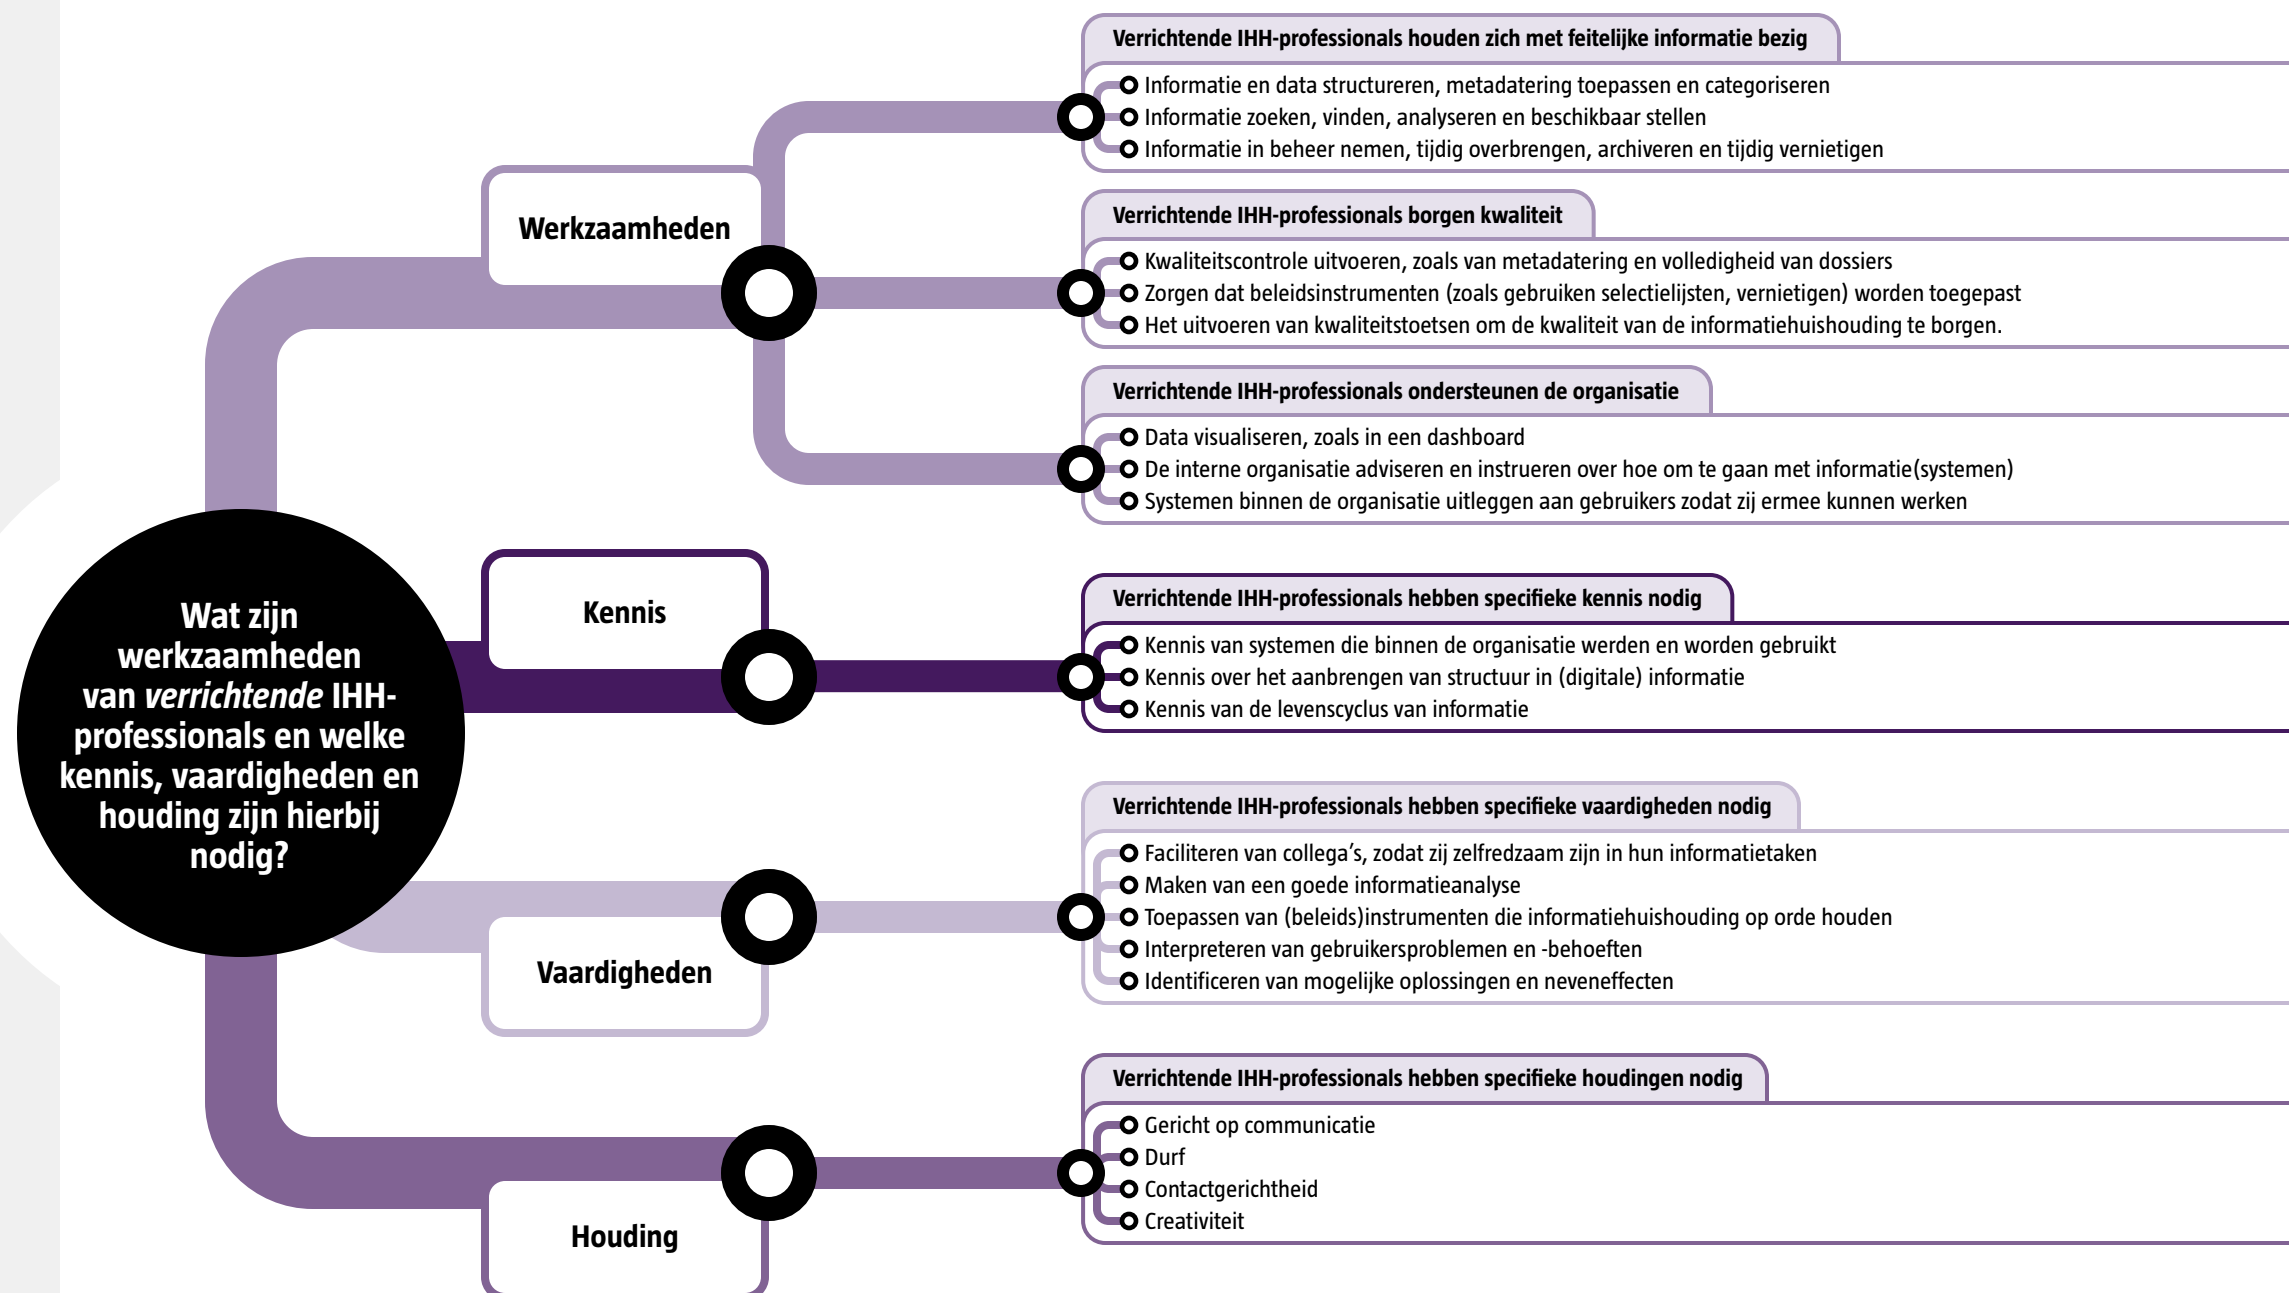 Wat zijn
werkzaamheden
van verrichtende IHH-
professionals en welke
kennis, vaardigheden en
houding zijn hierbij
nodig?
Werkzaamheden
Verrichtende IHH-professionals houden zich met feitelijke informatie bezig
Informatie en data structureren, metadatering toepassen en categoriseren
Informatie zoeken, vinden, analyseren en beschikbaar stellen
Informatie in beheer nemen, tijdig overbrengen, archiveren en tijdig vernietigen
Verrichtende IHH-professionals borgen kwaliteit
Kwaliteitscontrole uitvoeren, zoals van metadatering en volledigheid van dossiers
Zorgen dat beleidsinstrumenten (zoals gebruiken selectielijsten, vernietigen) worden toegepast
Het uitvoeren van kwaliteitstoetsen om de kwaliteit van de informatiehuishouding te borgen.
Verrichtende IHH-professionals ondersteunen de organisatie
Data visualiseren, zoals in een dashboard
De interne organisatie adviseren en instrueren over hoe om te gaan met informatie(systemen)
Systemen binnen de organisatie uitleggen aan gebruikers zodat zij ermee kunnen werken
Kennis
Verrichtende IHH-professionals hebben specifieke kennis nodig
Kennis van systemen die binnen de organisatie werden en worden gebruikt
Kennis over het aanbrengen van structuur in (digitale) informatie
Kennis van de levenscyclus van informatie
Vaardigheden
Verrichtende IHH-professionals hebben specifieke vaardigheden nodig
Faciliteren van collega’s, zodat zij zelfredzaam zijn in hun informatietaken
Maken van een goede informatieanalyse
Toepassen van (beleids)instrumenten die informatiehuishouding op orde houden
Interpreteren van gebruikersproblemen en -behoeften
Identificeren van mogelijke oplossingen en neveneffecten
Houding
Verrichtende IHH-professionals hebben specifieke houdingen nodig
Gericht op communicatie
Durf
Contactgerichtheid
Creativiteit